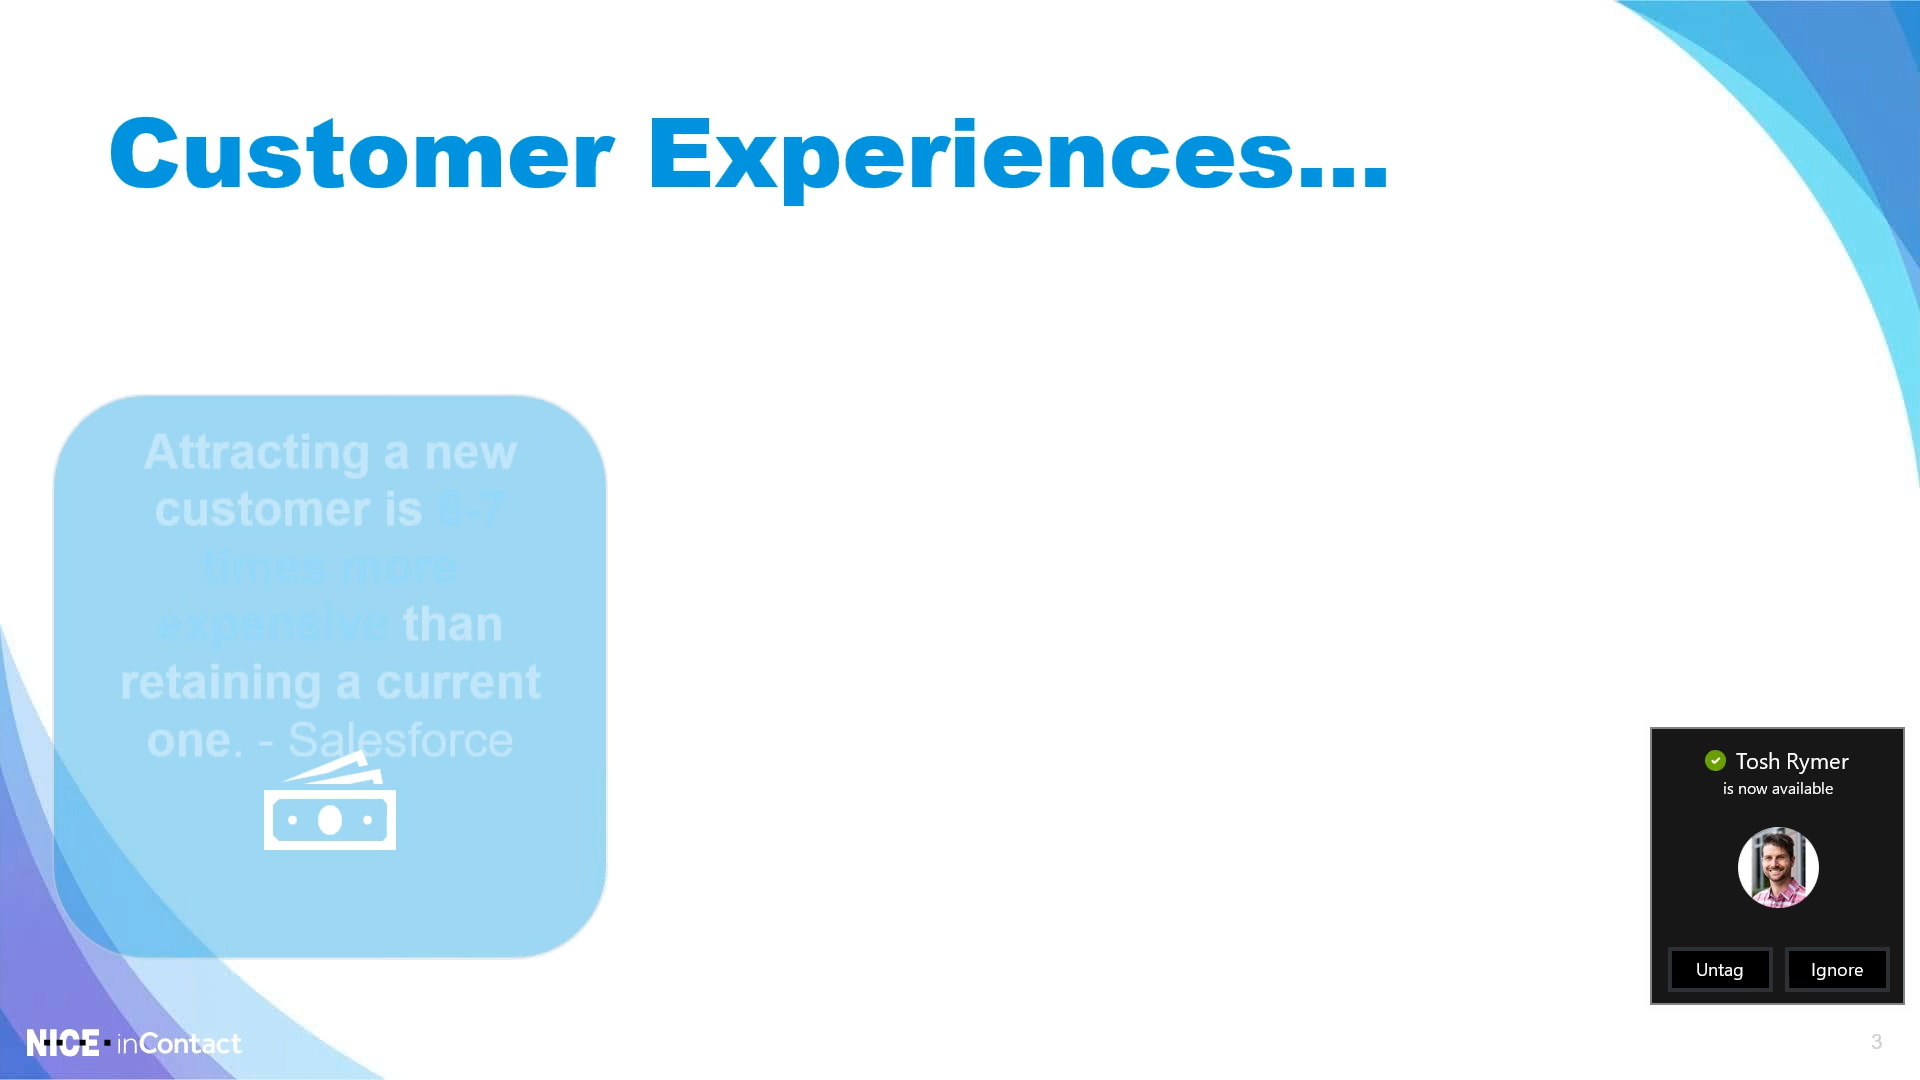 Customer Experiences...
Attracting a new
customer is 6-7
times more
expensive than
retaining a current
one. - Salesforce
Tosh Rymer
is now available
Untag
Ignore
NICE inContact
3